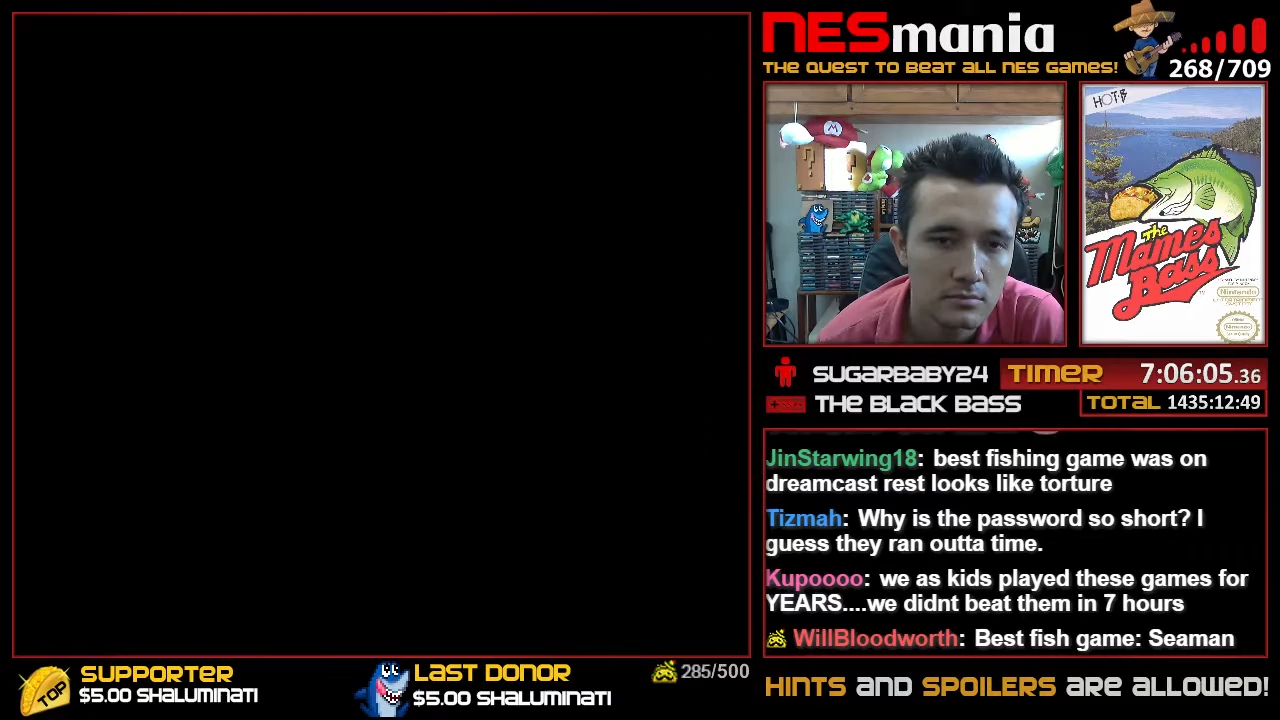 NESmania
THE QUEST TO BEAT ALL NES GAMES!
268/709
HOT·B
The
Mames
Bass
Nintendo
SUGARBABY24
TIMER 7:06:05.36
THE BLACK BASS
TOTAL 1435:12:49
JinStarwing18: best fishing game was on
dreamcast rest looks like torture
Tizmah: Why is the password so short? I
guess they ran outta time.
Kupoooo: we as kids played these games for
YEARS....we didnt beat them in 7 hours
WillBloodworth: Best fish game: Seaman
TOP
SUPPORTER
$5.00 SHALUMINATI
LAST DONOR
$5.00 SHALUMINATI
285/500
HINTS AND SPOILERS ARE ALLOWED!